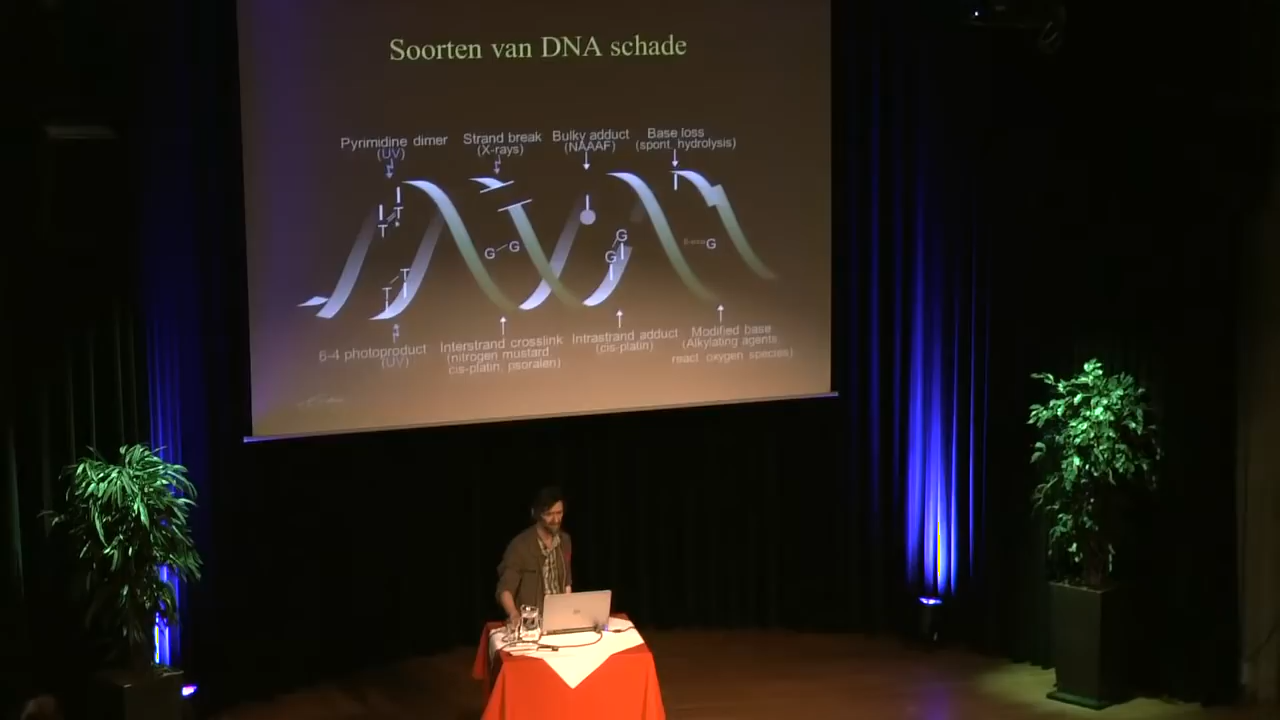 Soorten van DNA schade
Pyrimidine dimer
(UV)
Strand break
(X-rays)
Bulky adduct
(NAAAF)
Base loss
(spont. hydrolysis)
T
T
G
G
G
G
G
T
T
6-4 photoproduct
(UV)
Interstrand crosslink
(nitrogen mustard
cis-platin, psoralen)
Intrastrand adduct
(cis-platin)
Modified base
(Alkylating agents
react. oxygen species)